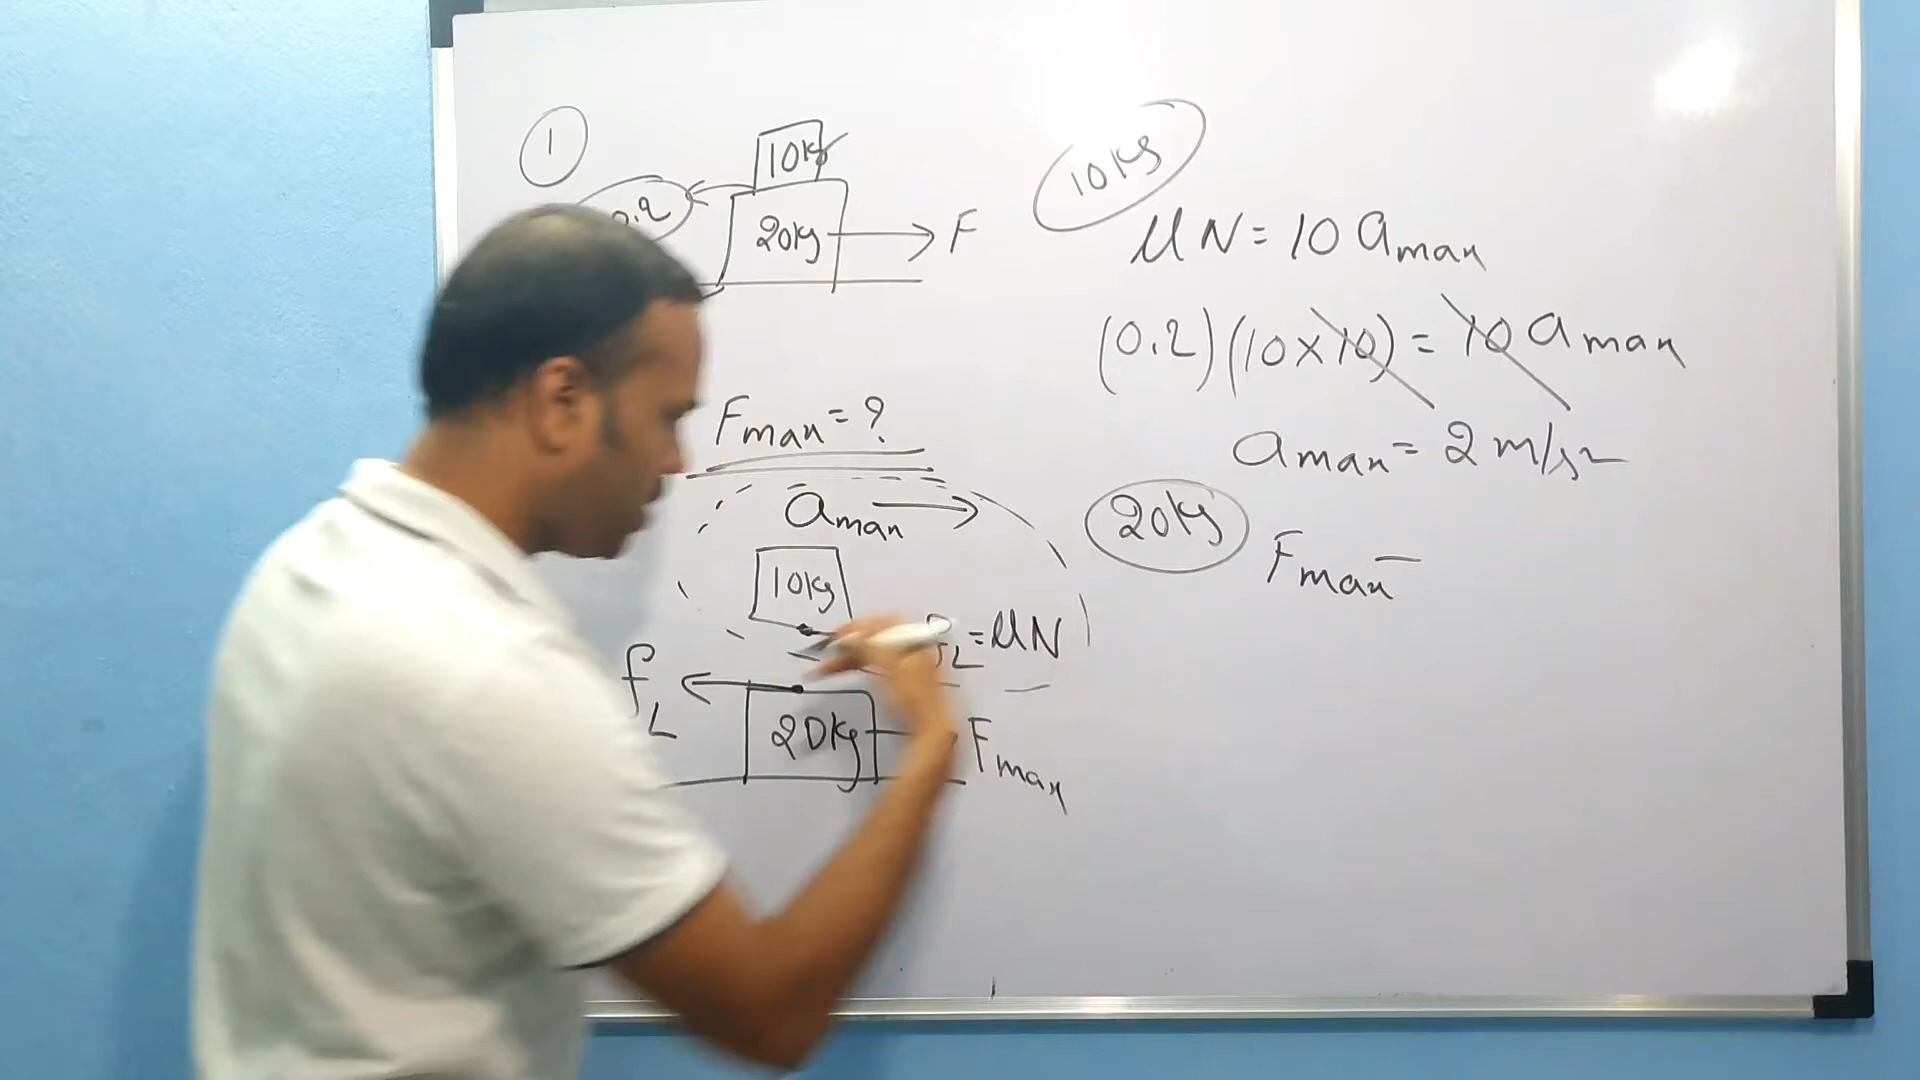 1
10kg
0.2
20kg → F
Fmax = ?
amax →
10kg
fL = μN
fL ←
20kg
Fmax
10kg
μN = 10 amax
(0.2)(10×10) = 10 amax
amax = 2 m/s²
20kg
Fmax -